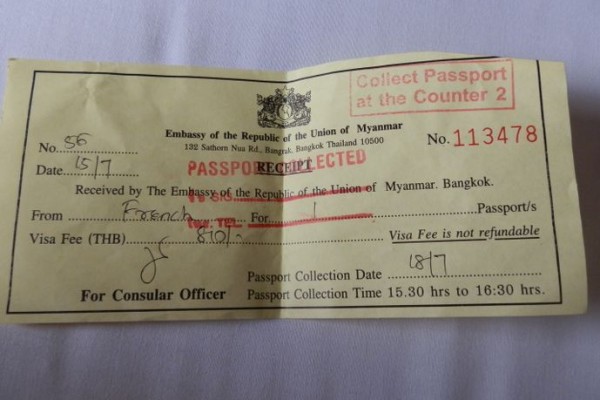 Collect Passport
at the Counter 2
Embassy of the Republic of the Union of Myanmar
No. 56
132 Sathorn Nua Rd., Bangrak, Bangkok Thailand 10500
No. 113478
Date 15/7
PASSPORT COLLECTED
RECEIPT
Received by The Embassy of the Republic of the Union of Myanmar. Bangkok.
SIG
From French For 1 Passport/s
TEL
Visa Fee (THB) 810/- Visa Fee is not refundable
Passport Collection Date 18/7
For Consular Officer Passport Collection Time 15.30 hrs to 16:30 hrs.